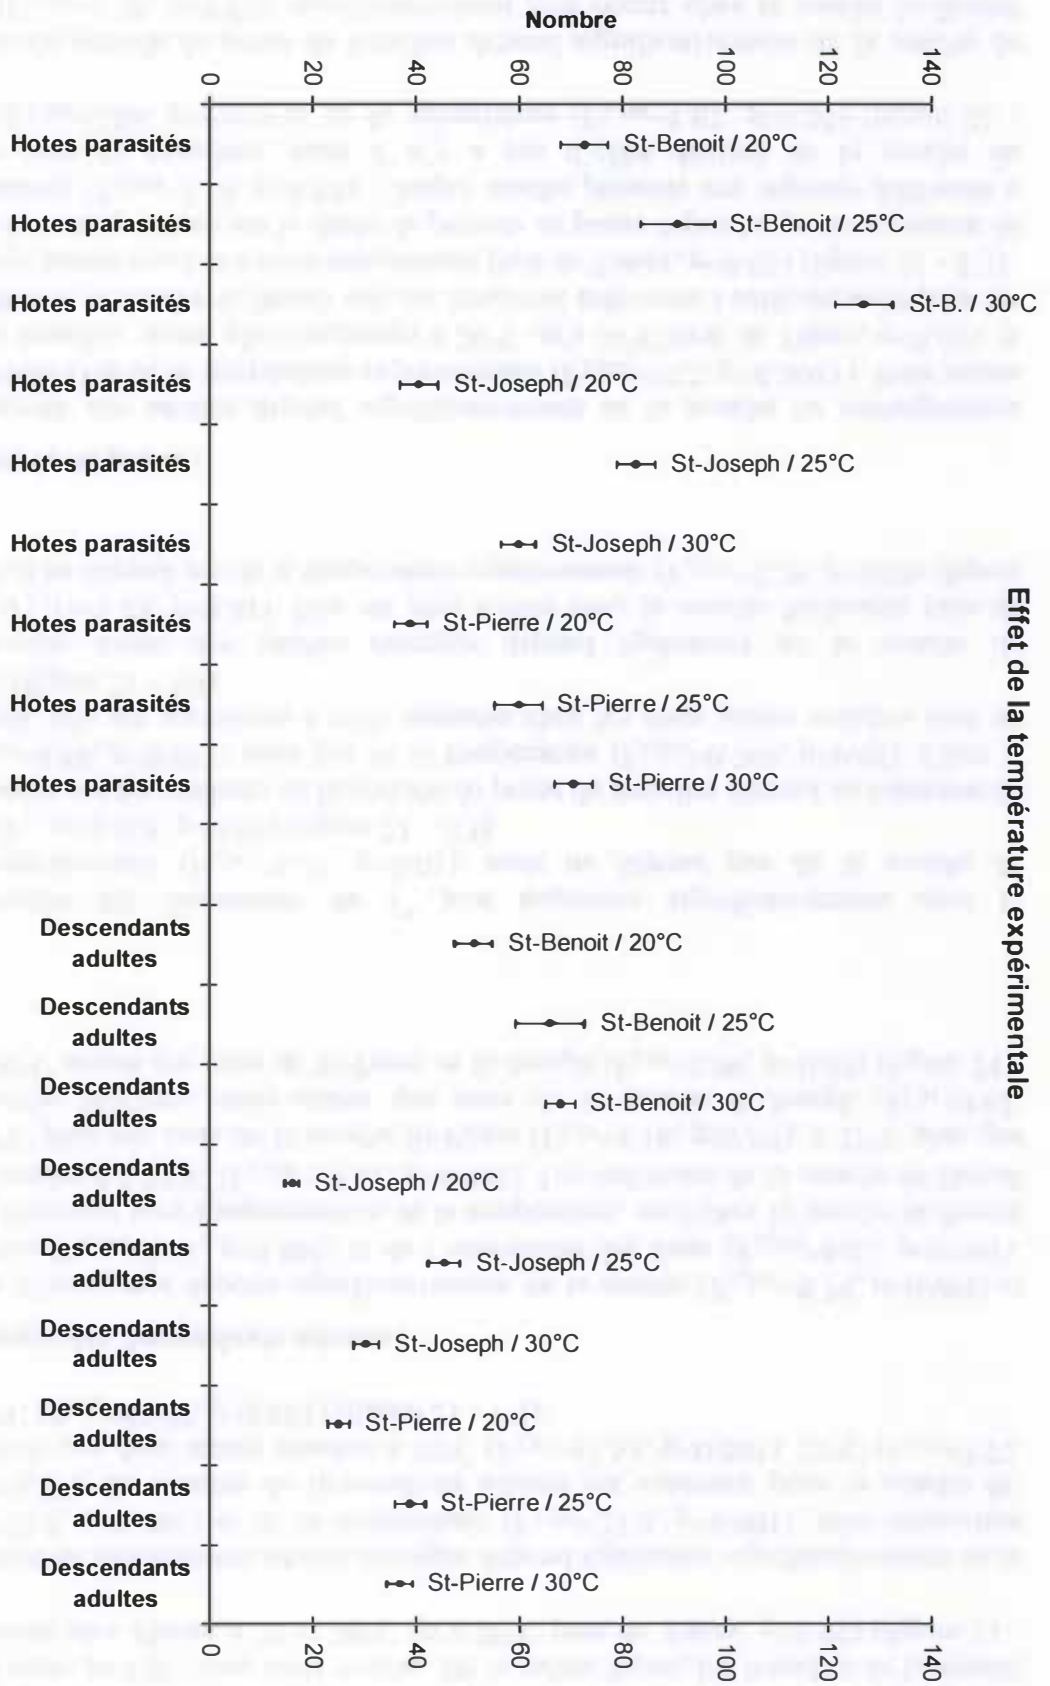 Nombre
0 20 40 60 80 100 120 140
Hotes parasités St-Benoit / 20°C
Hotes parasités St-Benoit / 25°C
Hotes parasités St-B. / 30°C
Hotes parasités St-Joseph / 20°C
Hotes parasités St-Joseph / 25°C
Hotes parasités St-Joseph / 30°C
Hotes parasités St-Pierre / 20°C
Hotes parasités St-Pierre / 25°C
Hotes parasités St-Pierre / 30°C
Descendants
adultes St-Benoit / 20°C
Descendants
adultes St-Benoit / 25°C
Descendants
adultes St-Benoit / 30°C
Descendants
adultes St-Joseph / 20°C
Descendants
adultes St-Joseph / 25°C
Descendants
adultes St-Joseph / 30°C
Descendants
adultes St-Pierre / 20°C
Descendants
adultes St-Pierre / 25°C
Descendants
adultes St-Pierre / 30°C
0 20 40 60 80 100 120 140
Effet de la température expérimentale